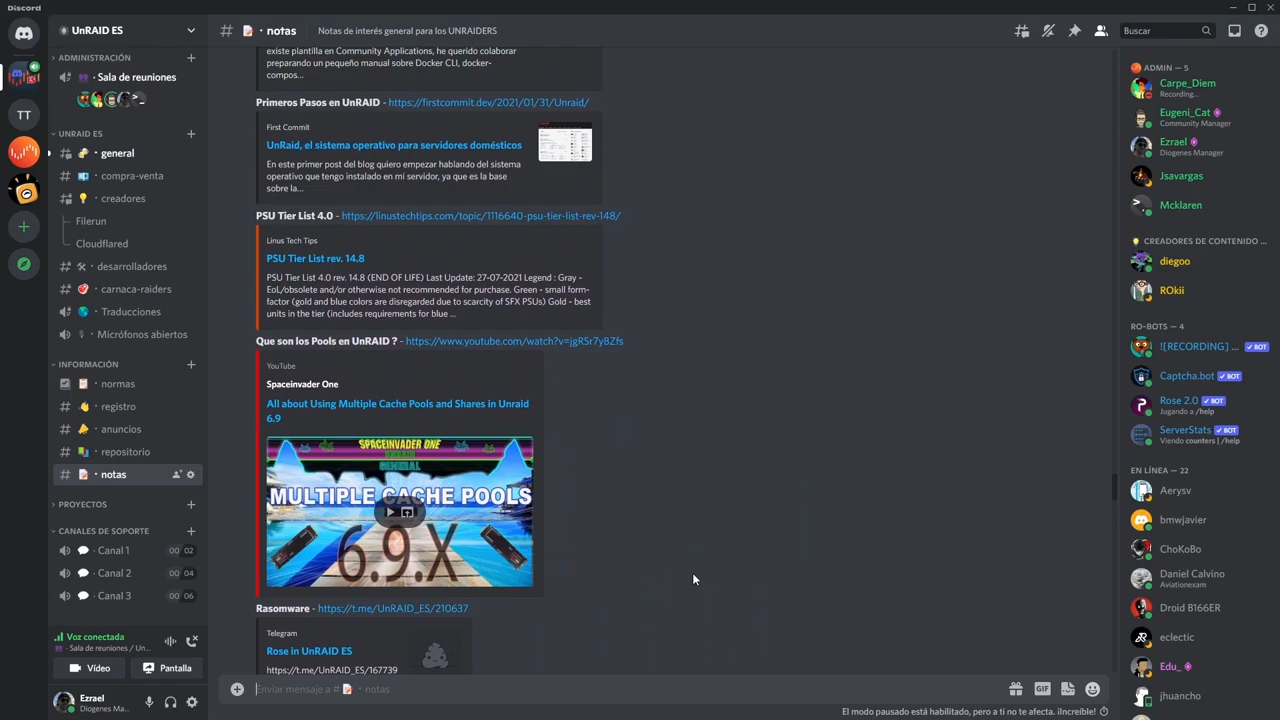 Discord
UnRAID ES
ADMINISTRACIÓN
· Sala de reuniones
TT
UNRAID ES
· general
· compra-venta
· creadores
Filerun
Cloudflared
· desarrolladores
· carnaca-raiders
· Traducciones
· Micrófonos abiertos
INFORMACIÓN
· normas
· registro
· anuncios
· repositorio
· notas
PROYECTOS
CANALES DE SOPORTE
· Canal 1 00 02
· Canal 2 00 04
· Canal 3 00 06
Voz conectada
· Sala de reuniones / Un...
Vídeo Pantalla
Ezrael
Diogenes Ma...
# · notas Notas de interés general para los UNRAIDERS
Buscar
existe plantilla en Community Applications, he querido colaborar
preparando un pequeño manual sobre Docker CLI, docker-
compos...
Primeros Pasos en UnRAID - https://firstcommit.dev/2021/01/31/Unraid/
First Commit
UnRaid, el sistema operativo para servidores domésticos
En este primer post del blog quiero empezar hablando del sistema
operativo que tengo instalado en mi servidor, ya que es la base
sobre la...
PSU Tier List 4.0 - https://linustechtips.com/topic/1116640-psu-tier-list-rev-148/
Linus Tech Tips
PSU Tier List rev. 14.8
PSU Tier List 4.0 rev. 14.8 (END OF LIFE) Last Update: 27-07-2021 Legend : Gray -
EoL/obsolete and/or otherwise not recommended for purchase. Green - small form-
factor (gold and blue colors are disregarded due to scarcity of SFX PSUs) Gold - best
units in the tier (includes requirements for blue ...
Que son los Pools en UnRAID ? - https://www.youtube.com/watch?v=jgRSr7yBZfs
YouTube
Spaceinvader One
All about Using Multiple Cache Pools and Shares in Unraid
6.9
SPACEINVADER ONE
UNRAID
GENERAL
MULTIPLE CACHE POOLS
6.9.X
Rasomware - https://t.me/UnRAID_ES/210637
Telegram
Rose in UnRAID ES
https://t.me/UnRAID_ES/167739
Enviar mensaje a # · notas
GIF
El modo pausado está habilitado, pero a ti no te afecta. ¡Increíble!
ADMIN — 5
Carpe_Diem
Recording...
Eugeni_Cat
Community Manager
Ezrael
Diogenes Manager
Jsavargas
Mcklaren
CREADORES DE CONTENIDO ...
diegoo
ROkii
RO-BOTS — 4
![RECORDING] ... BOT
Captcha.bot BOT
Rose 2.0 BOT
Jugando a /help
ServerStats BOT
Viendo counters | /help
EN LÍNEA — 22
Aerysv
bmwjavier
ChoKoBo
Daniel Calvino
Aviationexam
Droid B166ER
eclectic
Edu_
jhuancho